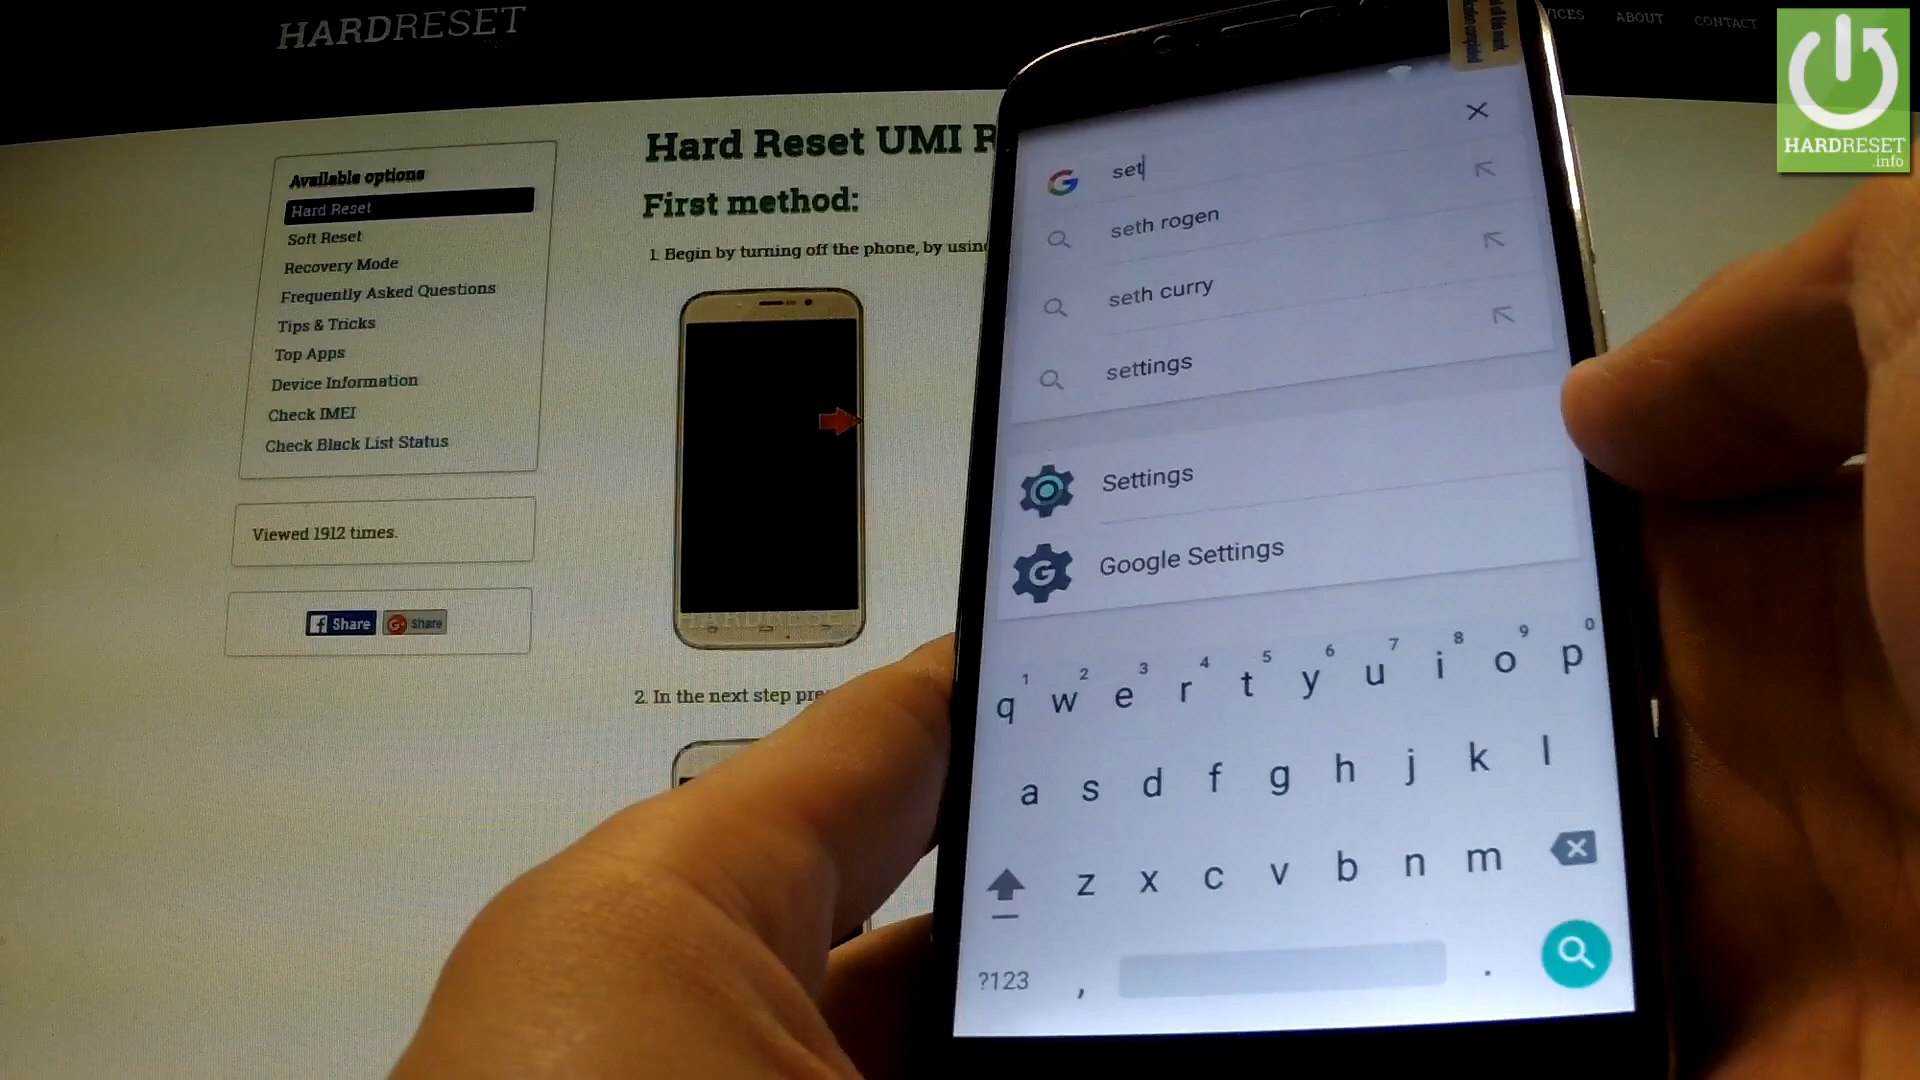 HARDRESET
ABOUT
CONTACT
HARDRESET
.info
Available options
Hard Reset
Soft Reset
Recovery Mode
Frequently Asked Questions
Tips & Tricks
Top Apps
Device Information
Check IMEI
Check Black List Status
Viewed 1912 times.
Share
G+ Share
Hard Reset UMI R
First method:
1. Begin by turning off the phone, by using
HARDRESET
2. In the next step pre
set
seth rogen
seth curry
settings
Settings
Google Settings
1 2 3 4 5 6 7 8 9 0
q w e r t y u i o p
a s d f g h j k l
z x c v b n m
?123 , .